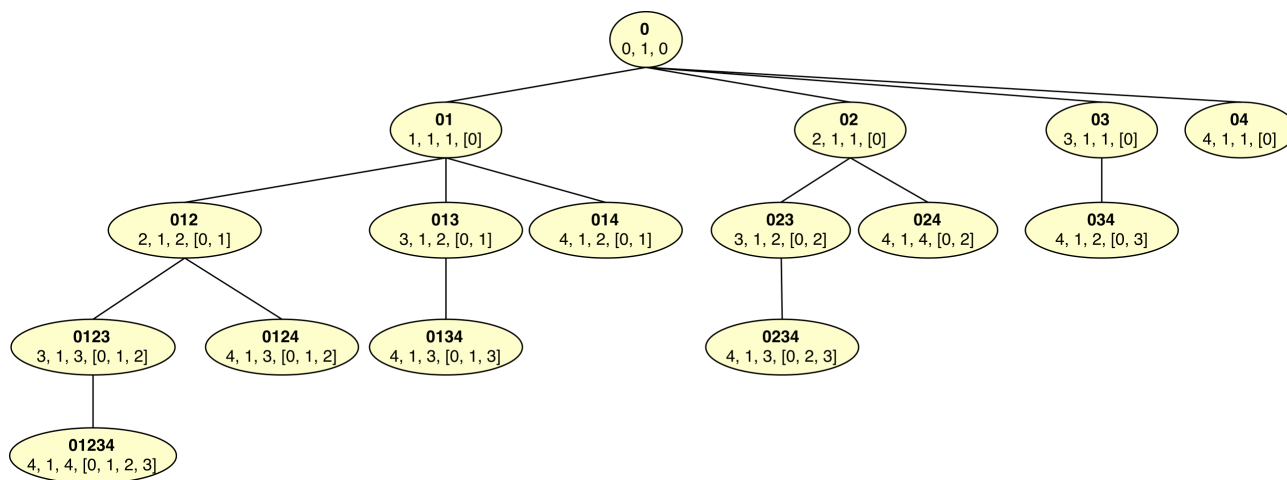 0
0, 1, 0
01
1, 1, 1, [0]
02
2, 1, 1, [0]
03
3, 1, 1, [0]
04
4, 1, 1, [0]
012
2, 1, 2, [0, 1]
013
3, 1, 2, [0, 1]
014
4, 1, 2, [0, 1]
023
3, 1, 2, [0, 2]
024
4, 1, 4, [0, 2]
034
4, 1, 2, [0, 3]
0123
3, 1, 3, [0, 1, 2]
0124
4, 1, 3, [0, 1, 2]
0134
4, 1, 3, [0, 1, 3]
0234
4, 1, 3, [0, 2, 3]
01234
4, 1, 4, [0, 1, 2, 3]